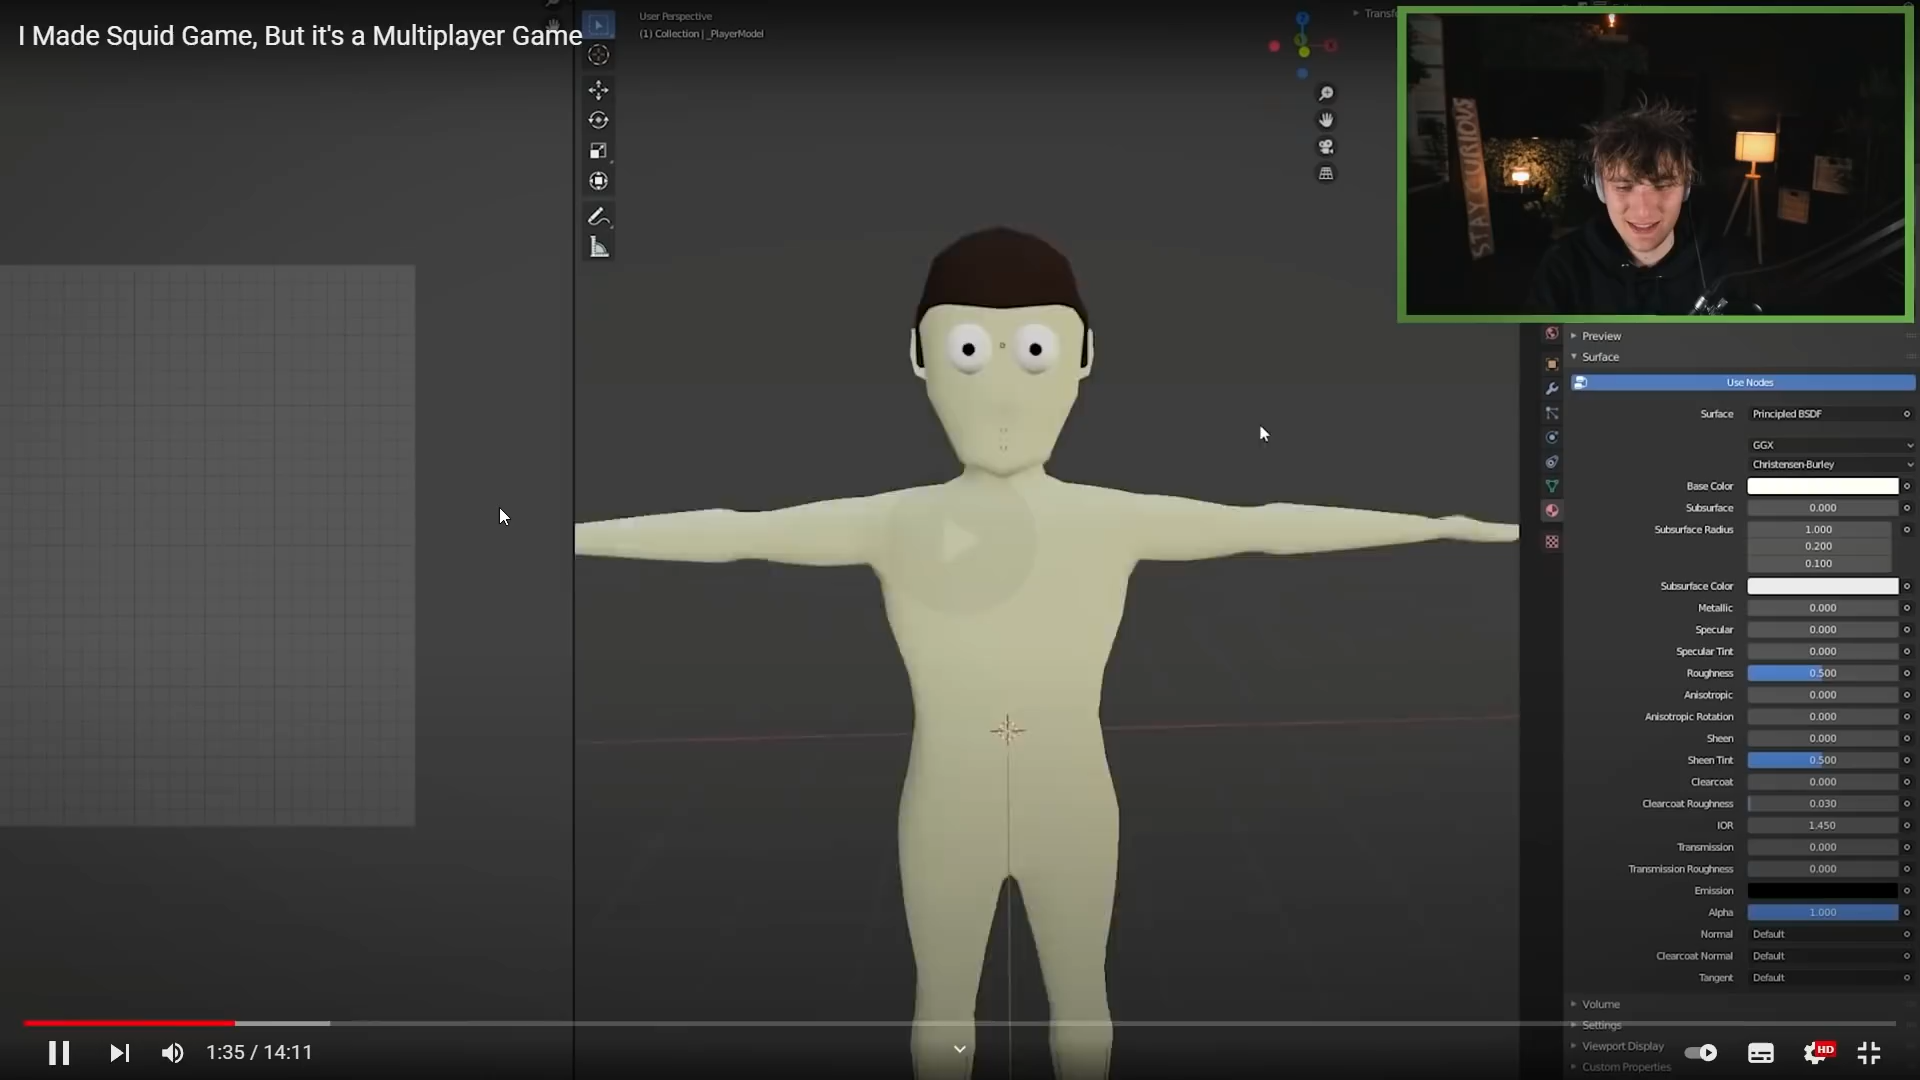 I Made Squid Game, But it's a Multiplayer Game
User Perspective
(1) Collection | _PlayerModel
Z
X
STAY CURIOUS
Preview
Surface
Use Nodes
Surface Principled BSDF
GGX
Christensen-Burley
Base Color
Subsurface 0.000
Subsurface Radius 1.000
0.200
0.100
Subsurface Color
Metallic 0.000
Specular 0.000
Specular Tint 0.000
Roughness 0.500
Anisotropic 0.000
Anisotropic Rotation 0.000
Sheen 0.000
Sheen Tint 0.500
Clearcoat 0.000
Clearcoat Roughness 0.030
IOR 1.450
Transmission 0.000
Transmission Roughness 0.000
Emission
Alpha 1.000
Normal Default
Clearcoat Normal Default
Tangent Default
Volume
Settings
Viewport Display
Custom Properties
1:35 / 14:11
HD